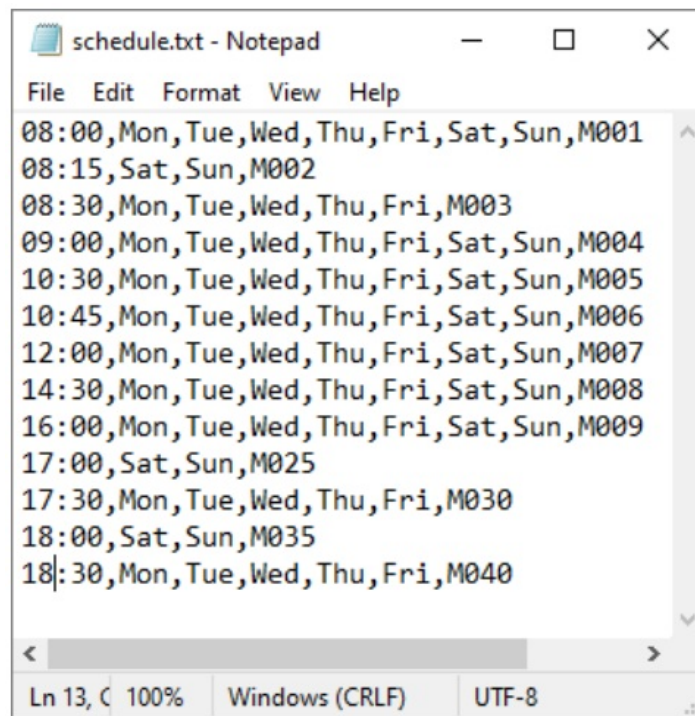 schedule.txt - Notepad
File Edit Format View Help
08:00,Mon,Tue,Wed,Thu,Fri,Sat,Sun,M001
08:15,Sat,Sun,M002
08:30,Mon,Tue,Wed,Thu,Fri,M003
09:00,Mon,Tue,Wed,Thu,Fri,Sat,Sun,M004
10:30,Mon,Tue,Wed,Thu,Fri,Sat,Sun,M005
10:45,Mon,Tue,Wed,Thu,Fri,Sat,Sun,M006
12:00,Mon,Tue,Wed,Thu,Fri,Sat,Sun,M007
14:30,Mon,Tue,Wed,Thu,Fri,Sat,Sun,M008
16:00,Mon,Tue,Wed,Thu,Fri,Sat,Sun,M009
17:00,Sat,Sun,M025
17:30,Mon,Tue,Wed,Thu,Fri,M030
18:00,Sat,Sun,M035
18:30,Mon,Tue,Wed,Thu,Fri,M040
Ln 13, 100% Windows (CRLF) UTF-8